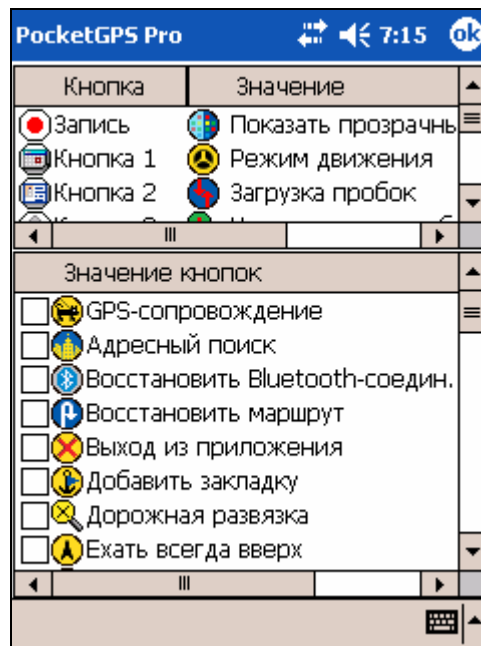 PocketGPS Pro 7:15 ok
Кнопка Значение
Запись Показать прозрачнь
Кнопка 1 Режим движения
Кнопка 2 Загрузка пробок
Значение кнопок
GPS-сопровождение
Адресный поиск
Восстановить Bluetooth-соедин.
Восстановить маршрут
Выход из приложения
Добавить закладку
Дорожная развязка
Ехать всегда вверх